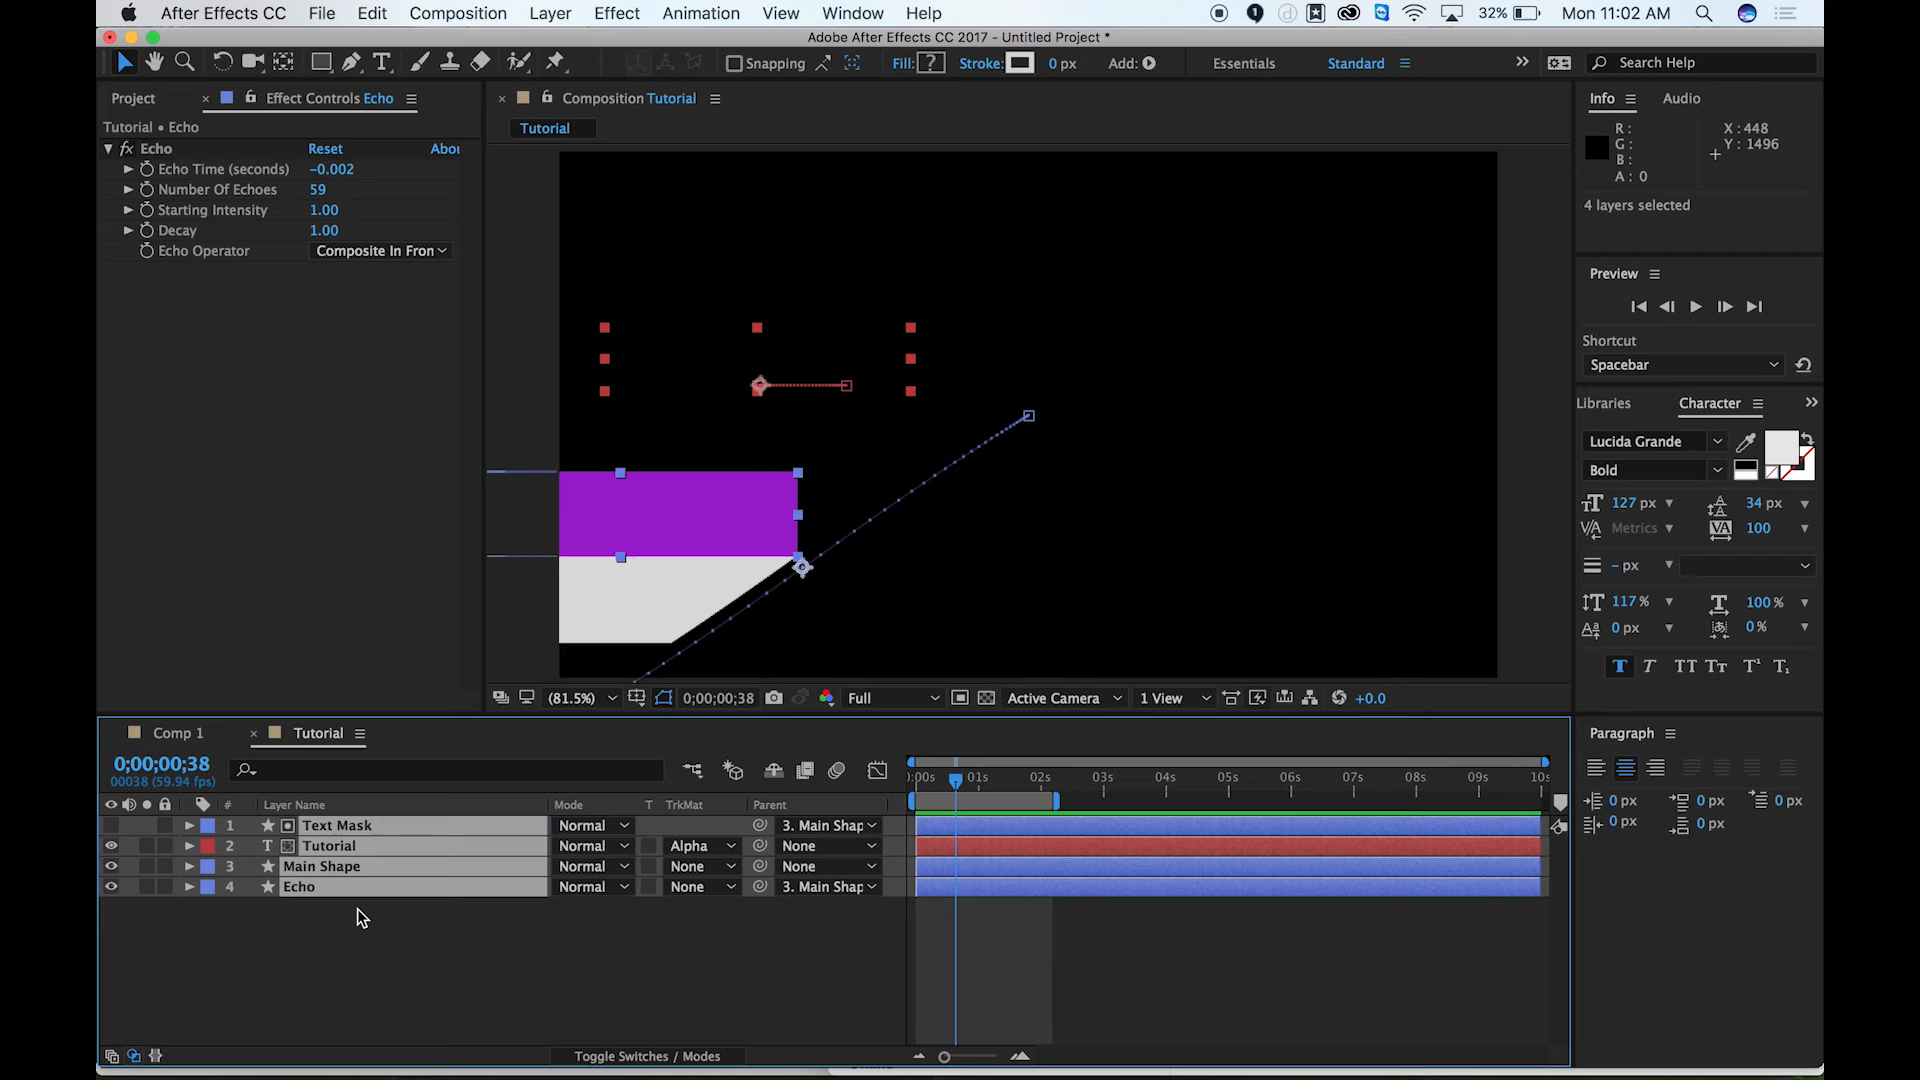 After Effects CC File Edit Composition Layer Effect Animation View Window Help 32% Mon 11:02 AM
Adobe After Effects CC 2017 - Untitled Project *
Snapping Fill: ? Stroke: 0 px Add: Essentials Standard Search Help
Project Effect Controls Echo
Tutorial • Echo
fx Echo Reset Abou
Echo Time (seconds) -0.002
Number Of Echoes 59
Starting Intensity 1.00
Decay 1.00
Echo Operator Composite In Fron
Composition Tutorial
Tutorial
(81.5%) 0;00;00;38 Full Active Camera 1 View +0.0
Info Audio
R: X: 448
G: Y: 1496
B:
A: 0
4 layers selected
Preview
Shortcut
Spacebar
Libraries Character
Lucida Grande
Bold
127 px 34 px
Metrics 100
- px
117 % 100 %
0 px 0 %
T T TT Tt T¹ T₁
Comp 1 Tutorial
0;00;00;38
00038 (59.94 fps)
:00s 01s 02s 03s 04s 05s 06s 07s 08s 09s 10s
# Layer Name Mode T TrkMat Parent
1 Text Mask Normal 3. Main Shap
2 Tutorial Normal Alpha None
3 Main Shape Normal None None
4 Echo Normal None 3. Main Shap
Toggle Switches / Modes
Paragraph
0 px 0 px 0 px
0 px 0 px